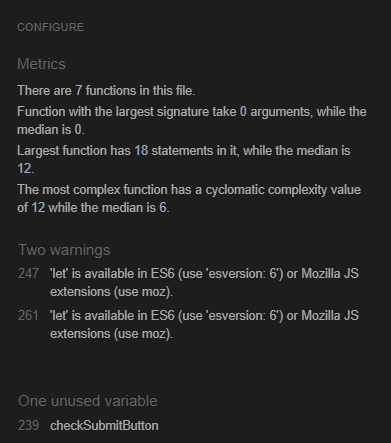 CONFIGURE
Metrics
There are 7 functions in this file.
Function with the largest signature take 0 arguments, while the
median is 0.
Largest function has 18 statements in it, while the median is
12.
The most complex function has a cyclomatic complexity value
of 12 while the median is 6.
Two warnings
247 'let' is available in ES6 (use 'esversion: 6') or Mozilla JS
extensions (use moz).
261 'let' is available in ES6 (use 'esversion: 6') or Mozilla JS
extensions (use moz).
One unused variable
239 checkSubmitButton